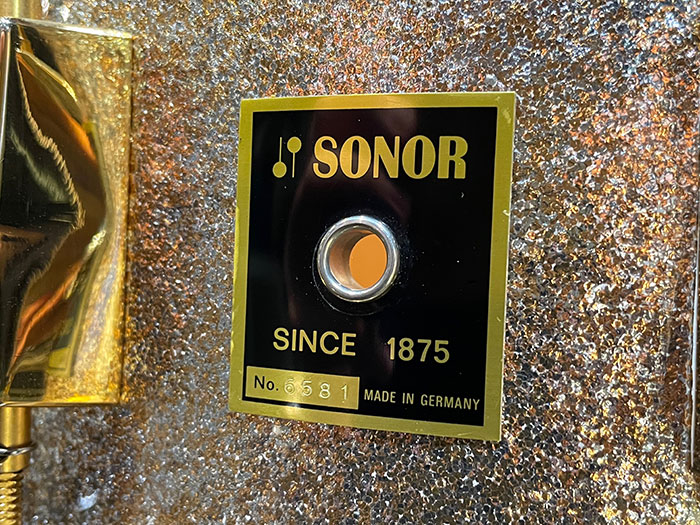 SONOR
SINCE 1875
No. 6581 MADE IN GERMANY